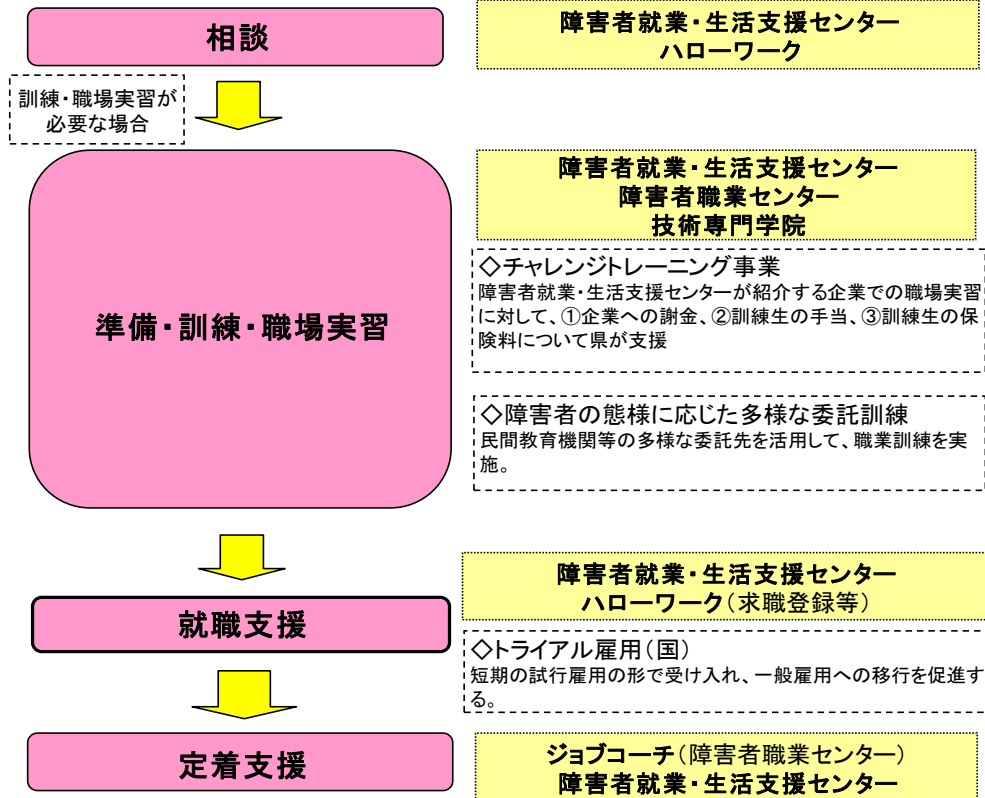 相談
障害者就業・生活支援センター
ハローワーク
訓練・職場実習が
必要な場合
準備・訓練・職場実習
障害者就業・生活支援センター
障害者職業センター
技術専門学院
◇チャレンジトレーニング事業
障害者就業・生活支援センターが紹介する企業での職場実習
に対して、①企業への謝金、②訓練生の手当、③訓練生の保
険料について県が支援
◇障害者の態様に応じた多様な委託訓練
民間教育機関等の多様な委託先を活用して、職業訓練を実
施。
就職支援
障害者就業・生活支援センター
ハローワーク(求職登録等)
◇トライアル雇用(国)
短期の試行雇用の形で受け入れ、一般雇用への移行を促進す
る。
定着支援
ジョブコーチ(障害者職業センター)
障害者就業・生活支援センター